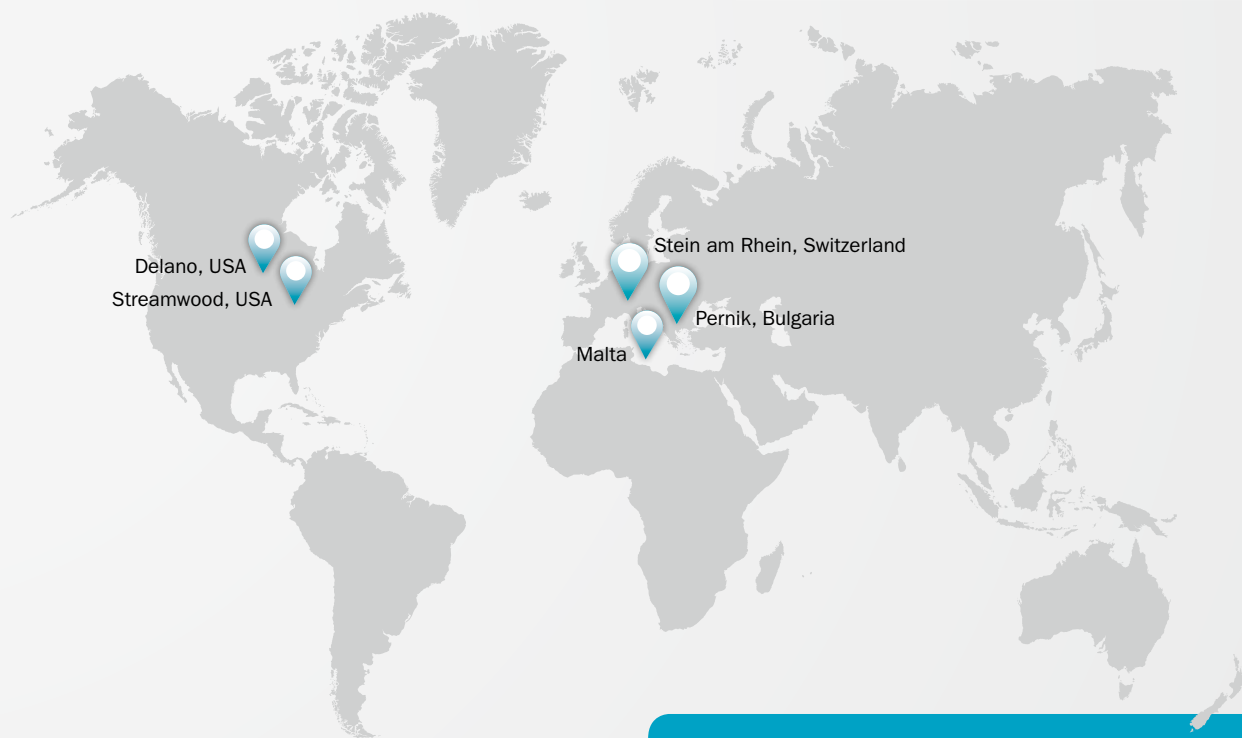 Stein am Rhein, Switzerland
Delano, USA
Streamwood, USA
Pernik, Bulgaria
Malta